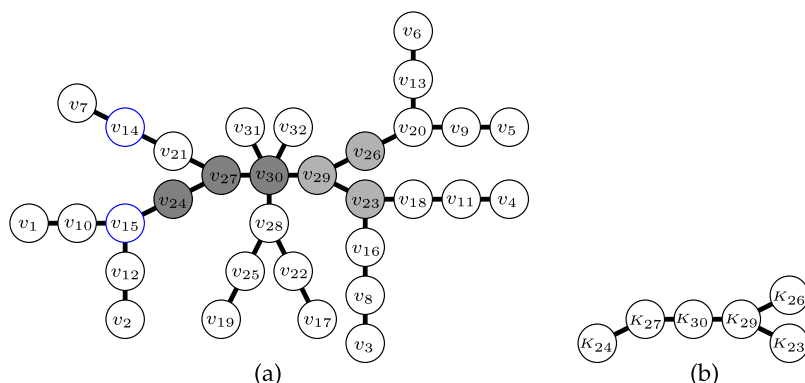 v6
v13
v7
v14
v31 v32
v20 v9 v5
v21
v26
v27 v30 v29
v24
v23 v18 v11 v4
v1 v10 v15
v28
v16
v12
v25 v22
v8
K26
v2
v19 v17
K27 K30 K29
v3
K24 K23
(a) (b)